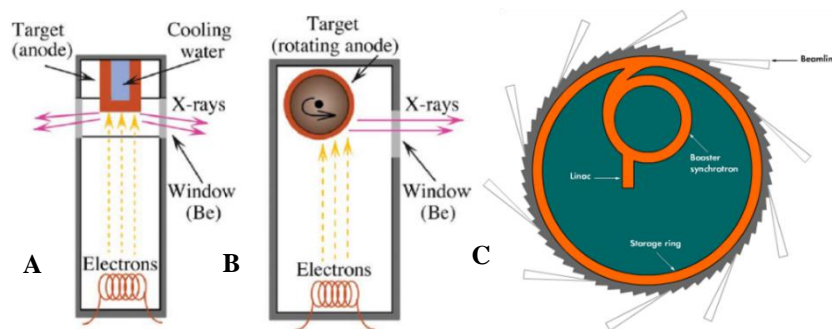 Target
(anode)
Cooling
water
X-rays
Window
(Be)
Electrons
A
Target
(rotating anode)
X-rays
Window
(Be)
Electrons
B
Beamlin
Booster
synchrotron
Linac
Storage ring
C